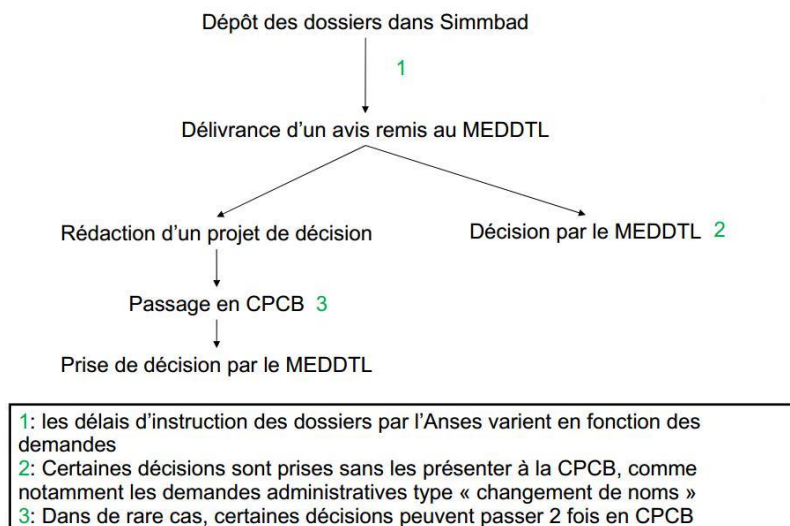 Dépôt des dossiers dans Simmbad
1
Délivrance d’un avis remis au MEDDTL
Rédaction d’un projet de décision
Décision par le MEDDTL 2
Passage en CPCB 3
Prise de décision par le MEDDTL
1: les délais d’instruction des dossiers par l’Anses varient en fonction des
demandes
2: Certaines décisions sont prises sans les présenter à la CPCB, comme
notamment les demandes administratives type « changement de noms »
3: Dans de rare cas, certaines décisions peuvent passer 2 fois en CPCB